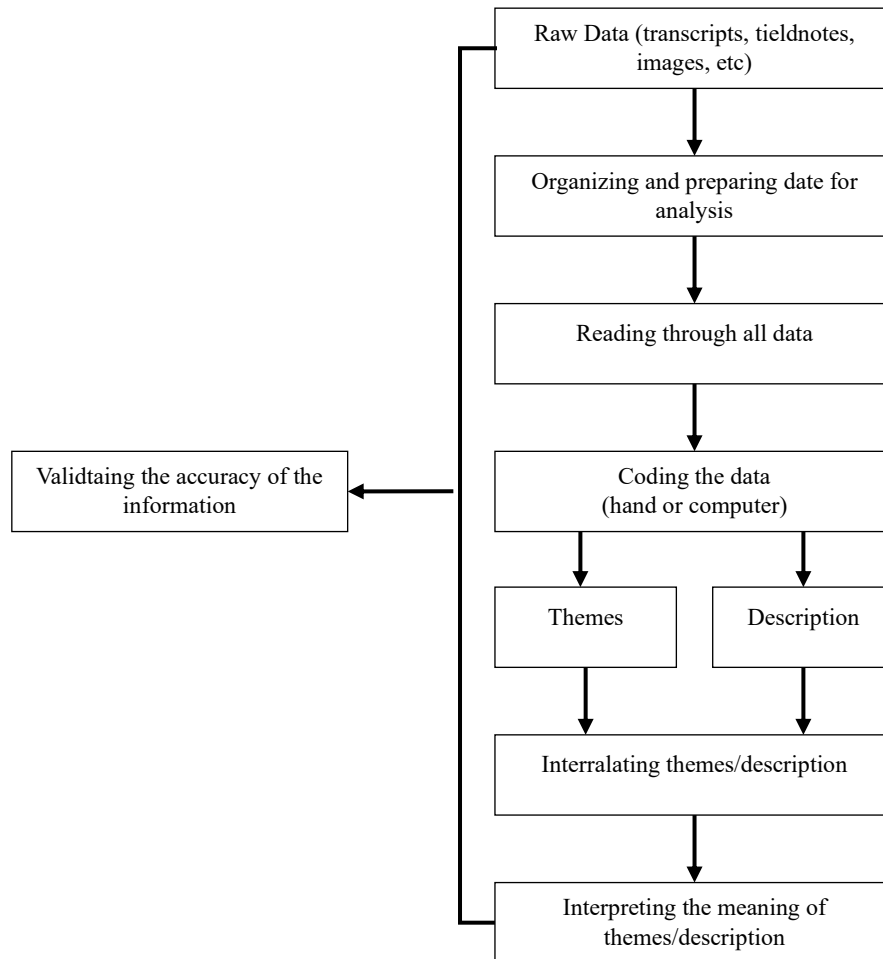 Raw Data (transcripts, tieldnotes,
images, etc)
Organizing and preparing date for
analysis
Reading through all data
Validtaing the accuracy of the
information
Coding the data
(hand or computer)
Themes
Description
Interralating themes/description
Interpreting the meaning of
themes/description